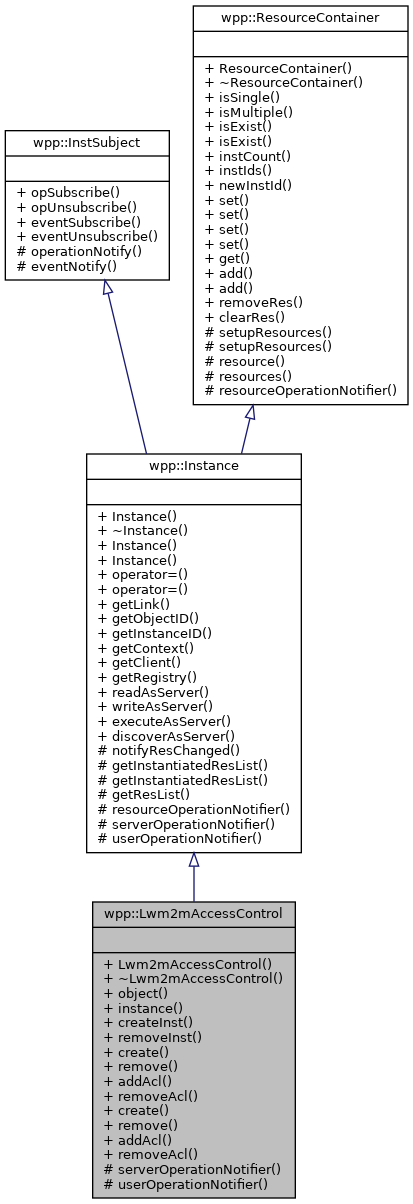 wpp::ResourceContainer
+ ResourceContainer()
+ ~ResourceContainer()
+ isSingle()
+ isMultiple()
+ isExist()
+ isExist()
+ instCount()
+ instIds()
+ newInstId()
+ set()
+ set()
+ set()
+ set()
+ get()
+ add()
+ add()
+ removeRes()
+ clearRes()
# setupResources()
# setupResources()
# resource()
# resources()
# resourceOperationNotifier()
wpp::InstSubject
+ opSubscribe()
+ opUnsubscribe()
+ eventSubscribe()
+ eventUnsubscribe()
# operationNotify()
# eventNotify()
wpp::Instance
+ Instance()
+ ~Instance()
+ Instance()
+ Instance()
+ operator=()
+ operator=()
+ getLink()
+ getObjectID()
+ getInstanceID()
+ getContext()
+ getClient()
+ getRegistry()
+ readAsServer()
+ writeAsServer()
+ executeAsServer()
+ discoverAsServer()
# notifyResChanged()
# getInstantiatedResList()
# getInstantiatedResList()
# getResList()
# resourceOperationNotifier()
# serverOperationNotifier()
# userOperationNotifier()
wpp::Lwm2mAccessControl
+ Lwm2mAccessControl()
+ ~Lwm2mAccessControl()
+ object()
+ instance()
+ createInst()
+ removeInst()
+ create()
+ remove()
+ addAcl()
+ removeAcl()
+ create()
+ remove()
+ addAcl()
+ removeAcl()
# serverOperationNotifier()
# userOperationNotifier()